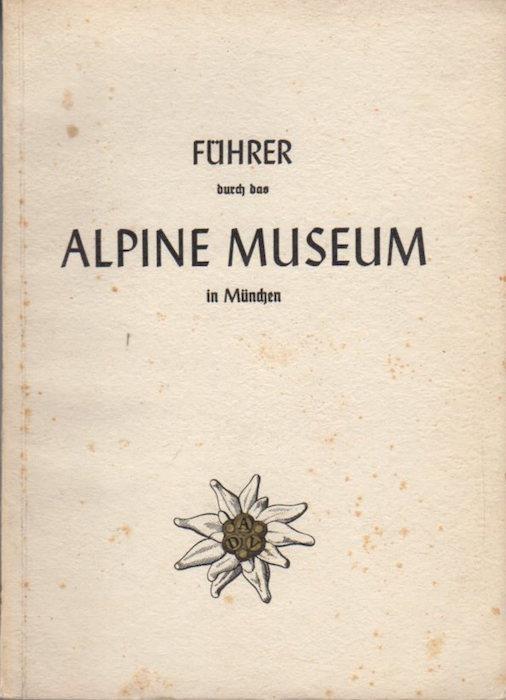 FÜHRER
durch das
ALPINE MUSEUM
in München
A
D V